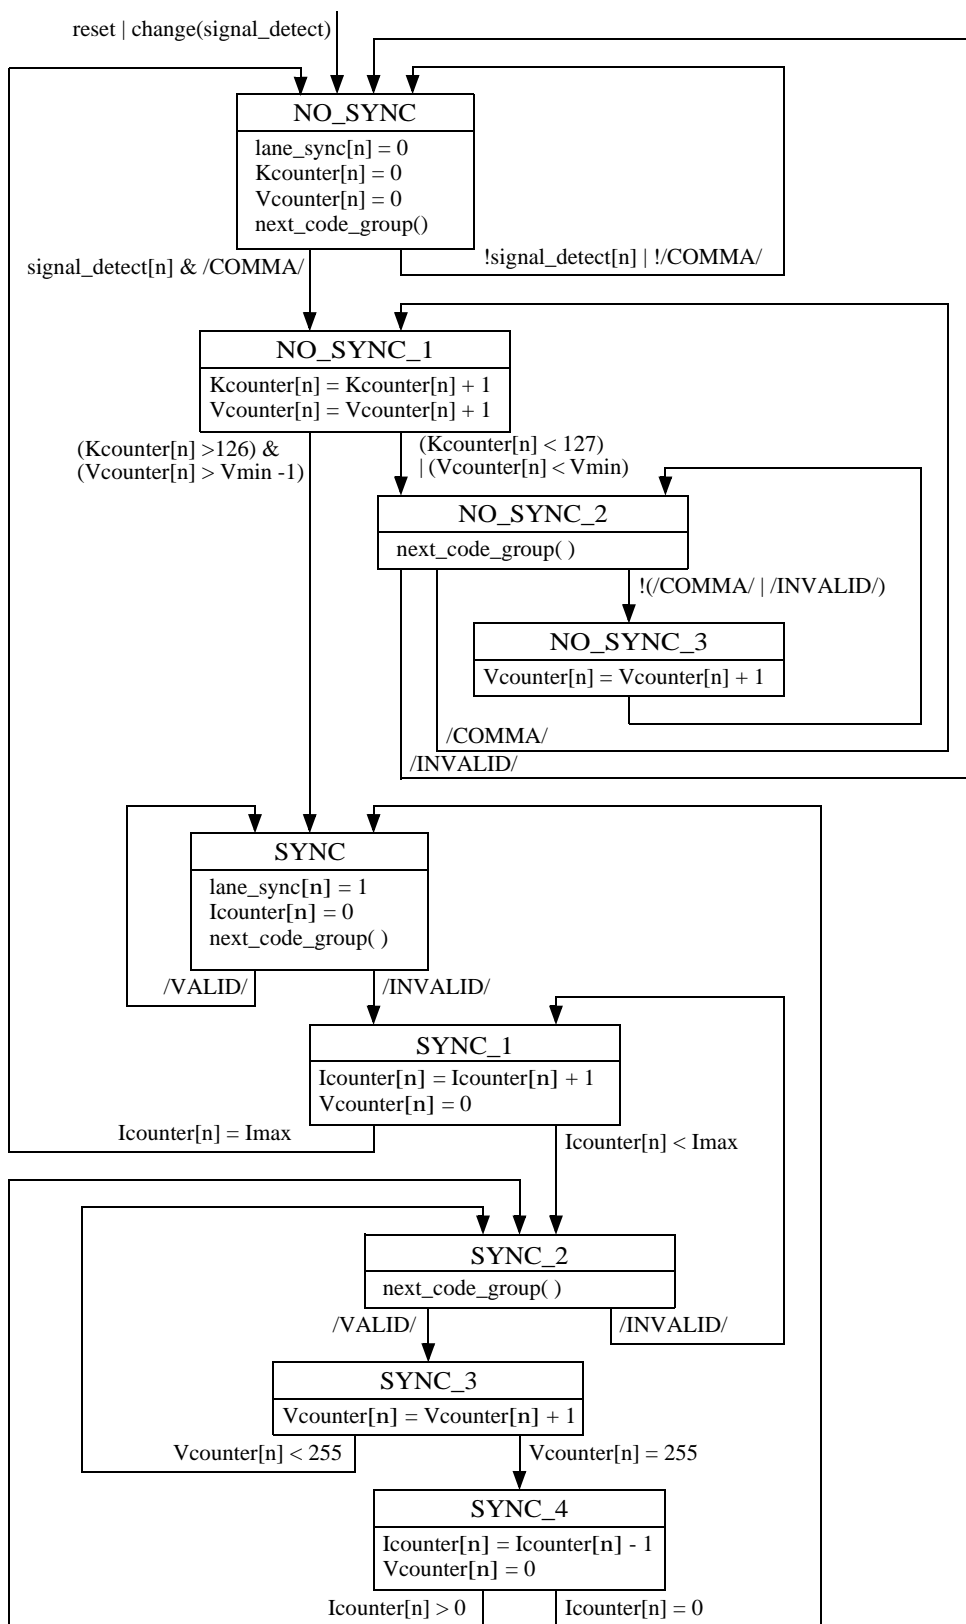 reset | change(signal_detect)
NO_SYNC
lane_sync[n] = 0
Kcounter[n] = 0
Vcounter[n] = 0
next_code_group()
signal_detect[n] & /COMMA/
!signal_detect[n] | !/COMMA/
NO_SYNC_1
Kcounter[n] = Kcounter[n] + 1
Vcounter[n] = Vcounter[n] + 1
(Kcounter[n] >126) &
(Vcounter[n] > Vmin -1)
(Kcounter[n] < 127)
| (Vcounter[n] < Vmin)
NO_SYNC_2
next_code_group( )
!(/COMMA/ | /INVALID/)
NO_SYNC_3
Vcounter[n] = Vcounter[n] + 1
/COMMA/
/INVALID/
SYNC
lane_sync[n] = 1
Icounter[n] = 0
next_code_group( )
/VALID/
/INVALID/
SYNC_1
Icounter[n] = Icounter[n] + 1
Vcounter[n] = 0
Icounter[n] = Imax
Icounter[n] < Imax
SYNC_2
next_code_group( )
/VALID/
/INVALID/
SYNC_3
Vcounter[n] = Vcounter[n] + 1
Vcounter[n] < 255
Vcounter[n] = 255
SYNC_4
Icounter[n] = Icounter[n] - 1
Vcounter[n] = 0
Icounter[n] > 0
Icounter[n] = 0